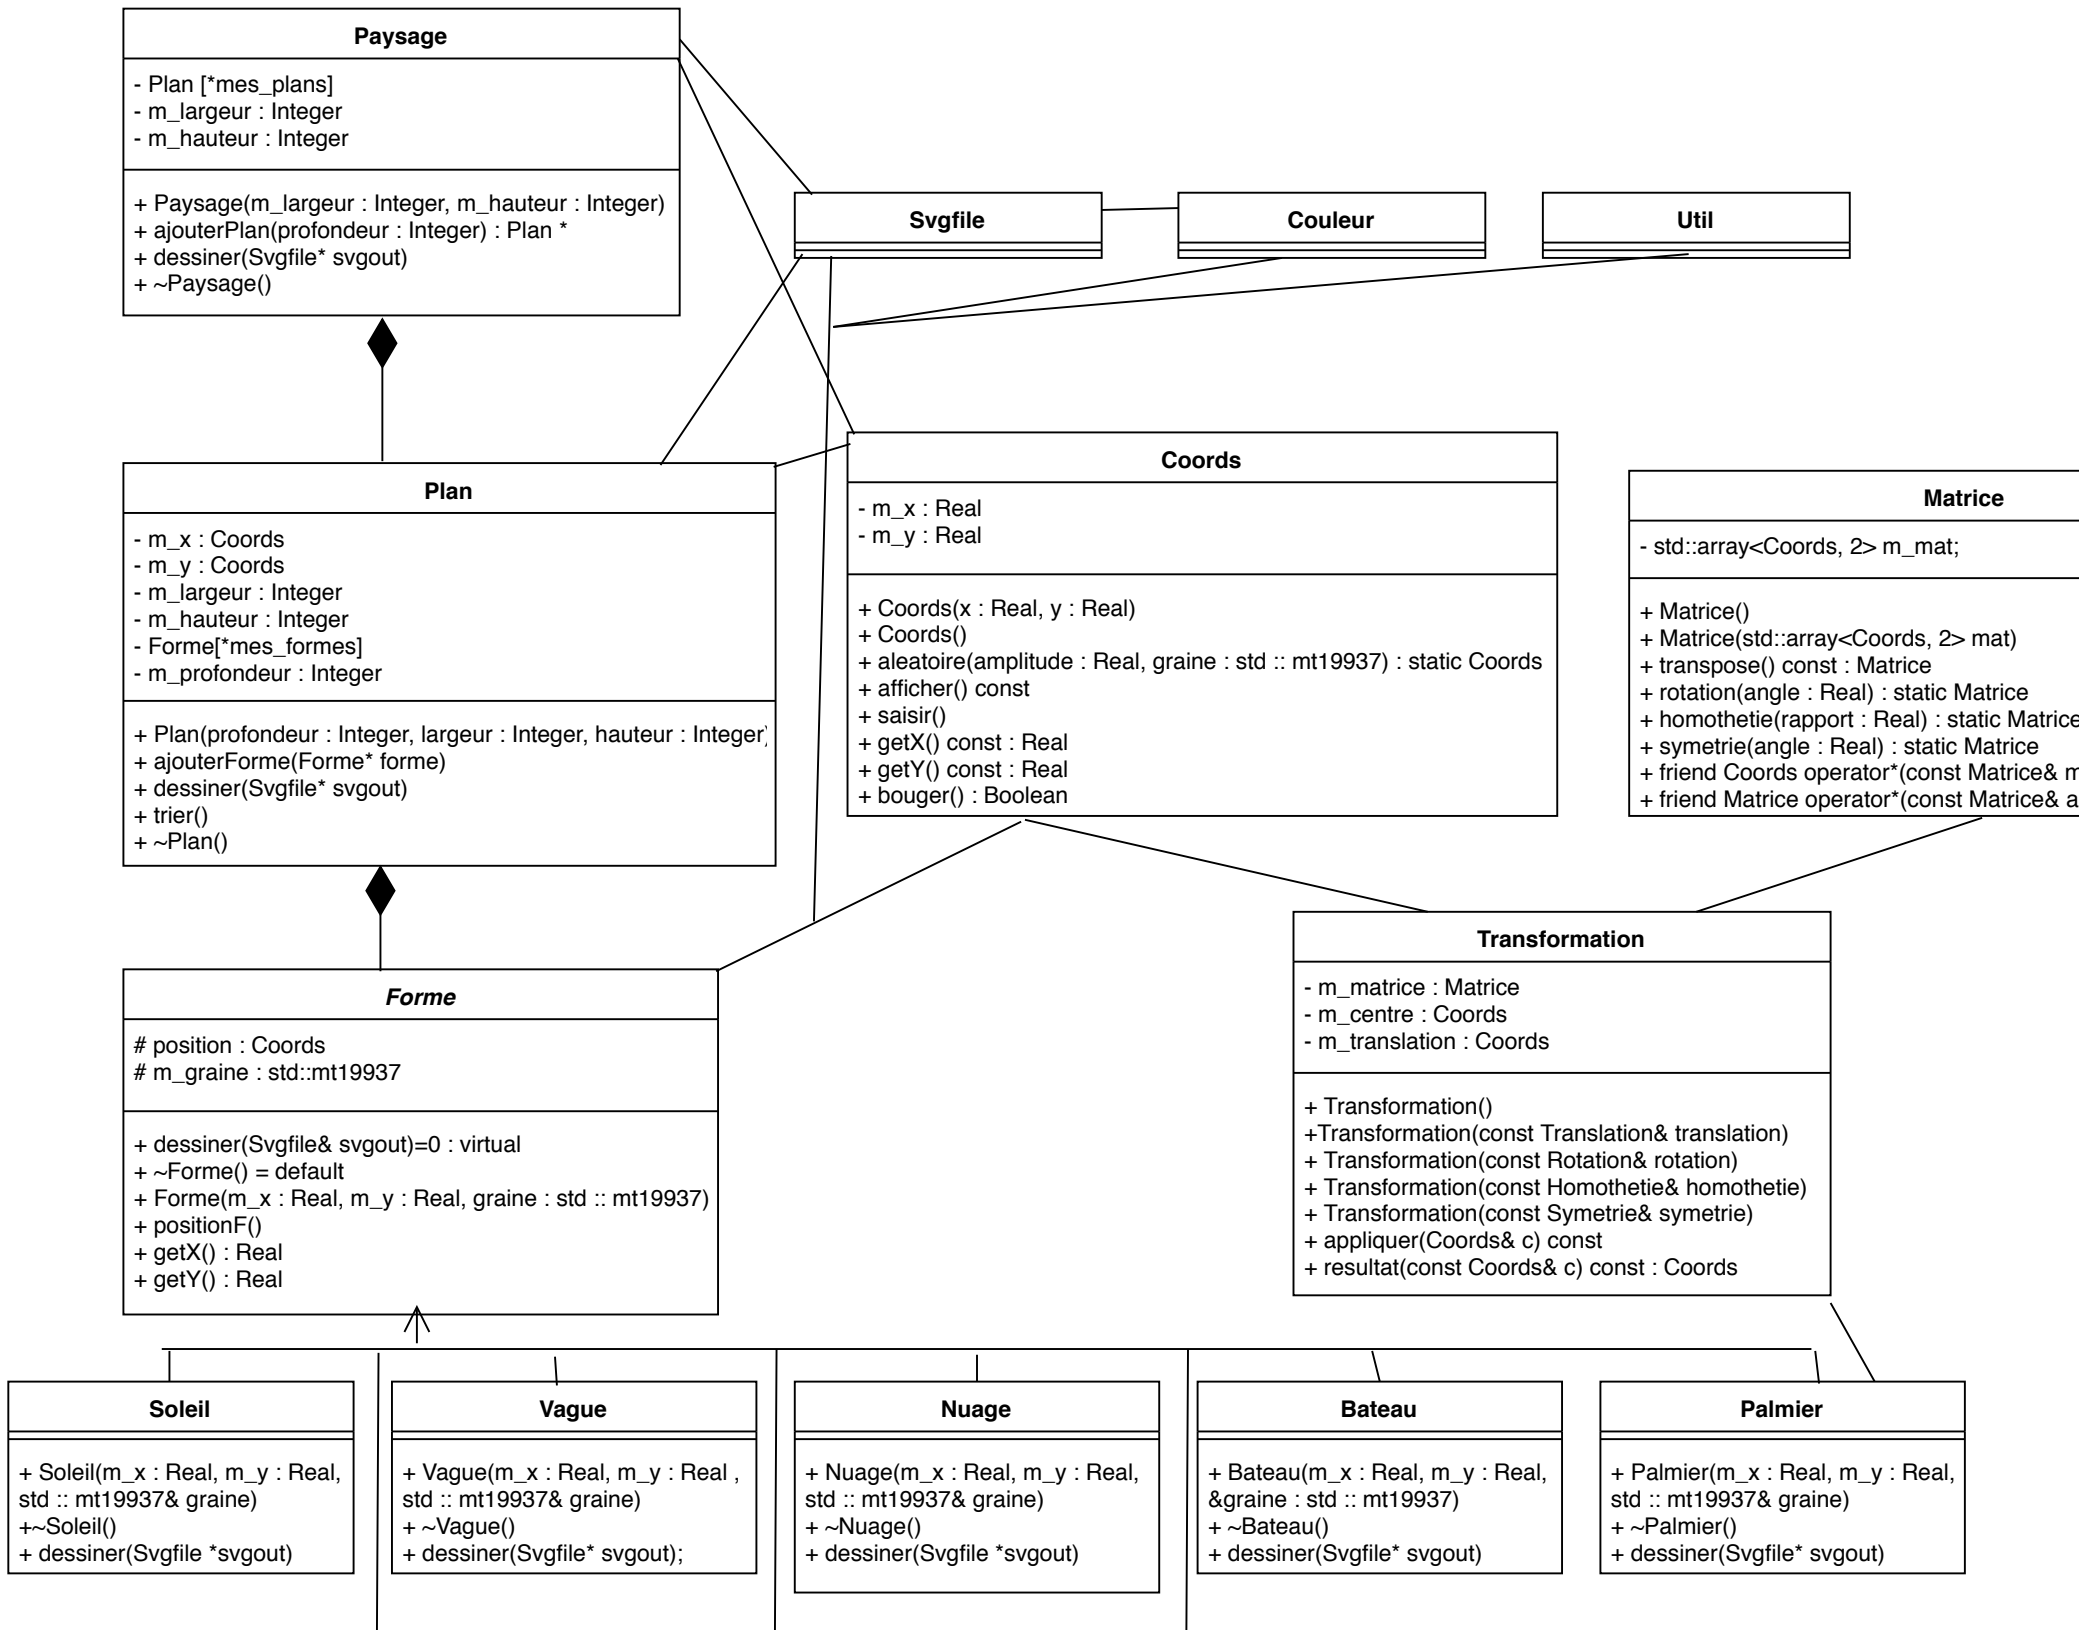 Paysage
- Plan [*mes_plans]
- m_largeur : Integer
- m_hauteur : Integer
+ Paysage(m_largeur : Integer, m_hauteur : Integer)
+ ajouterPlan(profondeur : Integer) : Plan *
+ dessiner(Svgfile* svgout)
+ ~Paysage()
Svgfile
Couleur
Util
Plan
- m_x : Coords
- m_y : Coords
- m_largeur : Integer
- m_hauteur : Integer
- Forme[*mes_formes]
- m_profondeur : Integer
+ Plan(profondeur : Integer, largeur : Integer, hauteur : Integer)
+ ajouterForme(Forme* forme)
+ dessiner(Svgfile* svgout)
+ trier()
+ ~Plan()
Coords
- m_x : Real
- m_y : Real
+ Coords(x : Real, y : Real)
+ Coords()
+ aleatoire(amplitude : Real, graine : std :: mt19937) : static Coords
+ afficher() const
+ saisir()
+ getX() const : Real
+ getY() const : Real
+ bouger() : Boolean
Matrice
- std::array<Coords, 2> m_mat;
+ Matrice()
+ Matrice(std::array<Coords, 2> mat)
+ transpose() const : Matrice
+ rotation(angle : Real) : static Matrice
+ homothetie(rapport : Real) : static Matrice
+ symetrie(angle : Real) : static Matrice
+ friend Coords operator*(const Matrice& m
+ friend Matrice operator*(const Matrice& a
Forme
# position : Coords
# m_graine : std::mt19937
+ dessiner(Svgfile& svgout)=0 : virtual
+ ~Forme() = default
+ Forme(m_x : Real, m_y : Real, graine : std :: mt19937)
+ positionF()
+ getX() : Real
+ getY() : Real
Transformation
- m_matrice : Matrice
- m_centre : Coords
- m_translation : Coords
+ Transformation()
+Transformation(const Translation& translation)
+ Transformation(const Rotation& rotation)
+ Transformation(const Homothetie& homothetie)
+ Transformation(const Symetrie& symetrie)
+ appliquer(Coords& c) const
+ resultat(const Coords& c) const : Coords
Soleil
+ Soleil(m_x : Real, m_y : Real,
std :: mt19937& graine)
+~Soleil()
+ dessiner(Svgfile *svgout)
Vague
+ Vague(m_x : Real, m_y : Real ,
std :: mt19937& graine)
+ ~Vague()
+ dessiner(Svgfile* svgout);
Nuage
+ Nuage(m_x : Real, m_y : Real,
std :: mt19937& graine)
+ ~Nuage()
+ dessiner(Svgfile *svgout)
Bateau
+ Bateau(m_x : Real, m_y : Real,
&graine : std :: mt19937)
+ ~Bateau()
+ dessiner(Svgfile* svgout)
Palmier
+ Palmier(m_x : Real, m_y : Real,
std :: mt19937& graine)
+ ~Palmier()
+ dessiner(Svgfile* svgout)